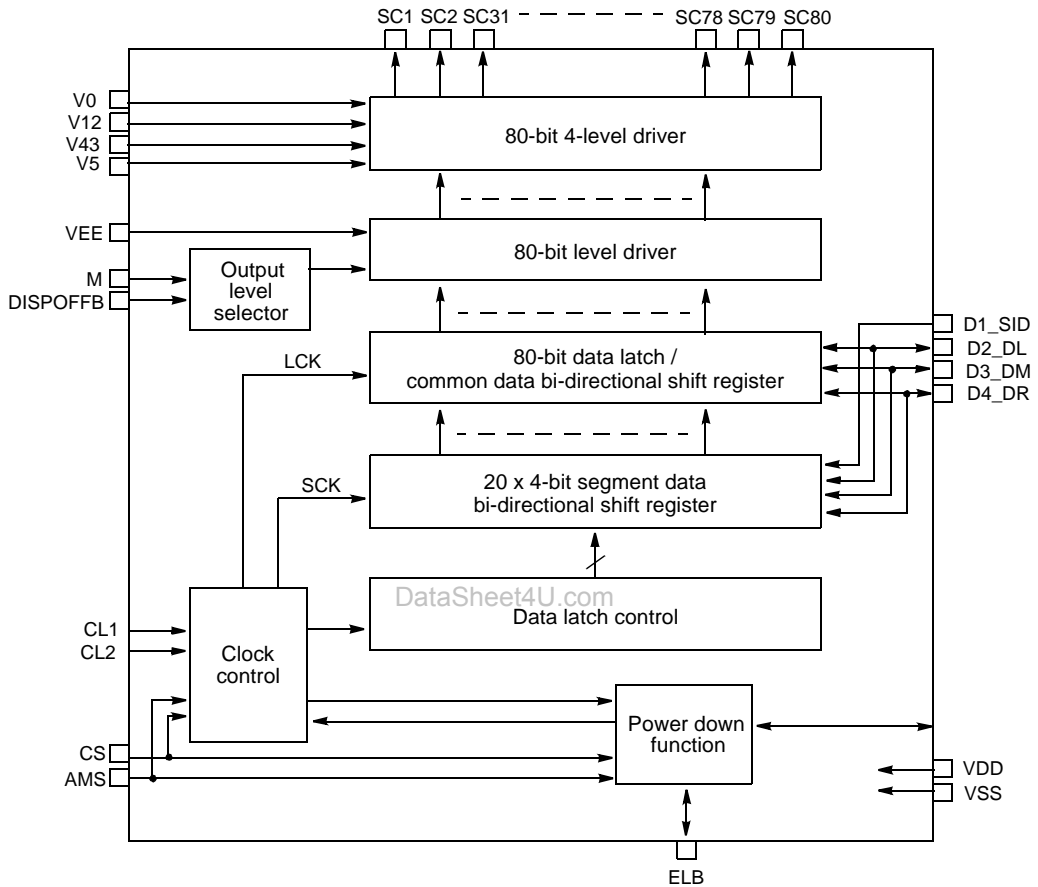 SC1 SC2 SC31 SC78 SC79 SC80
V0
V12
V43
V5
80-bit 4-level driver
VEE
80-bit level driver
M
DISPOFFB
Output
level
selector
D1_SID
D2_DL
D3_DM
D4_DR
LCK
80-bit data latch /
common data bi-directional shift register
SCK
20 x 4-bit segment data
bi-directional shift register
DataSheet4U.com
Data latch control
CL1
CL2
Clock
control
Power down
function
CS
AMS
VDD
VSS
ELB